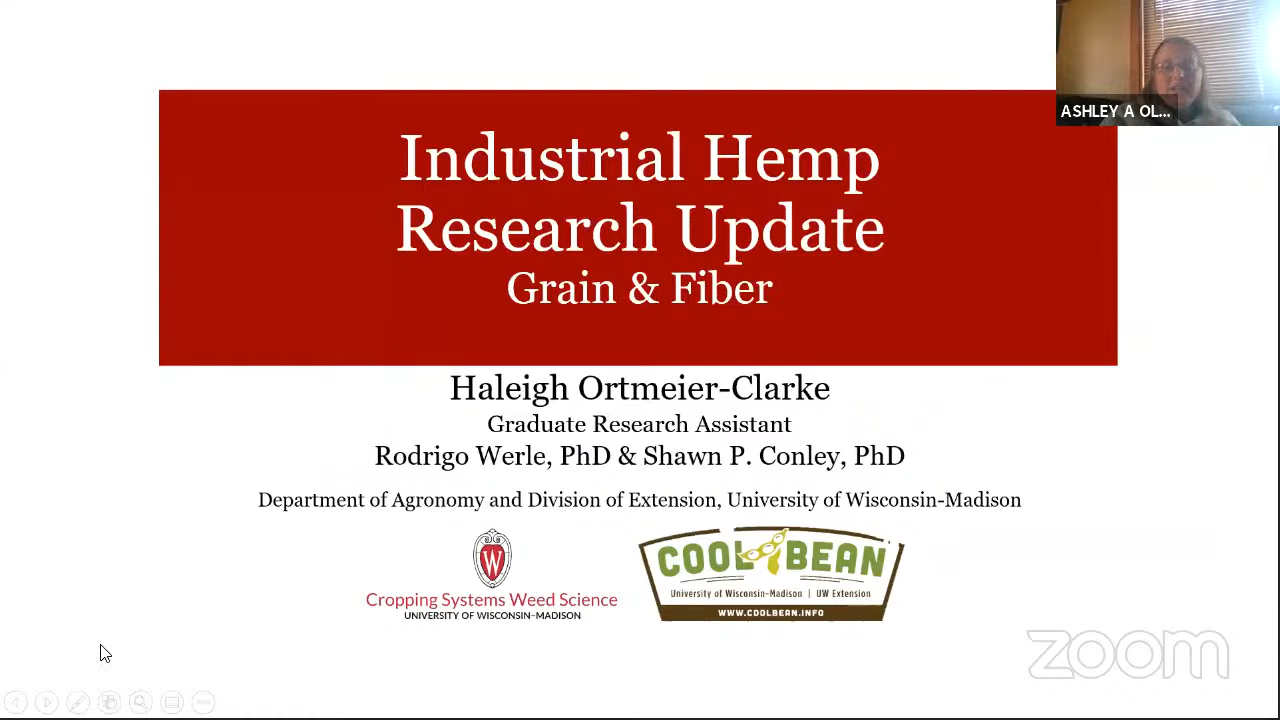 ASHLEY A OL...
Industrial Hemp
Research Update
Grain & Fiber
Haleigh Ortmeier-Clarke
Graduate Research Assistant
Rodrigo Werle, PhD & Shawn P. Conley, PhD
Department of Agronomy and Division of Extension, University of Wisconsin-Madison
W
Cropping Systems Weed Science
UNIVERSITY OF WISCONSIN-MADISON
COOL BEAN
University of Wisconsin-Madison | UW Extension
WWW.COOLBEAN.INFO
zoom